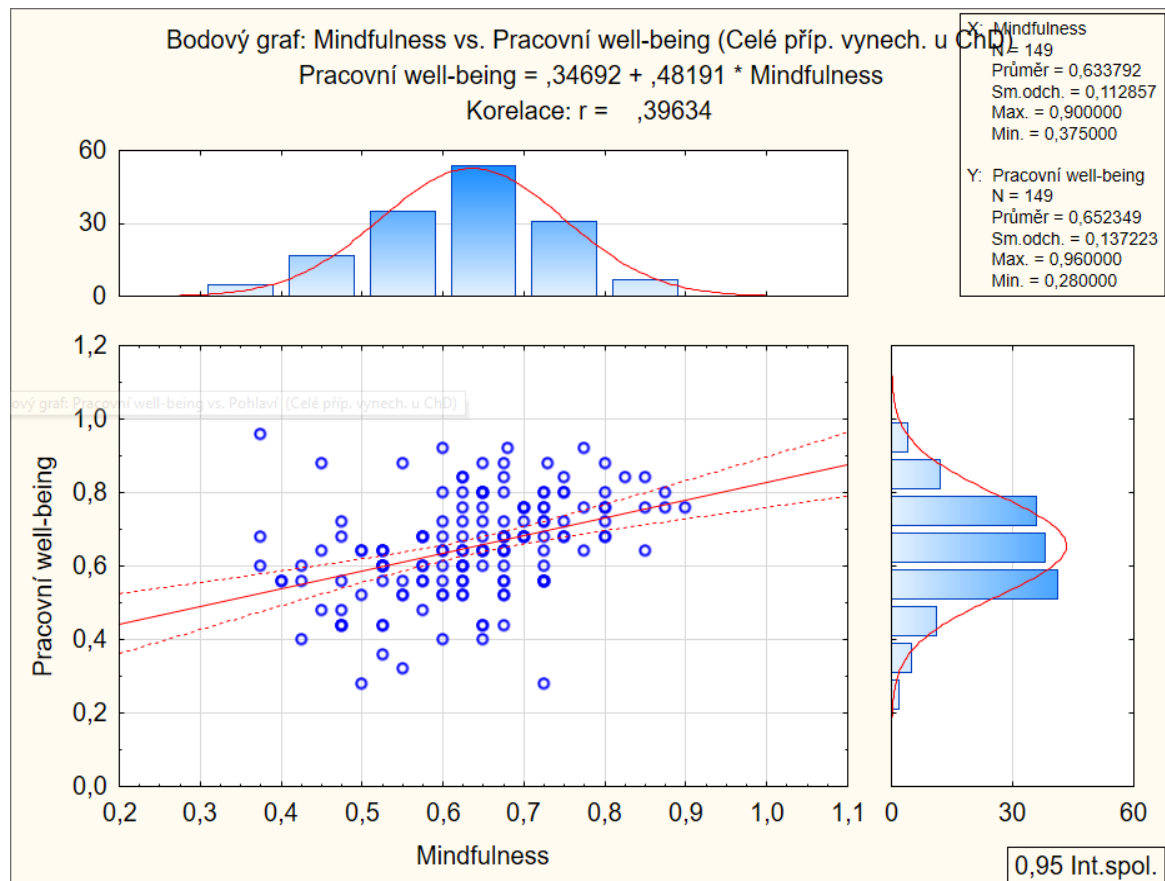 Bodový graf: Mindfulness vs. Pracovní well-being (Celé příp. vynech. u ChD)
Pracovní well-being = ,34692 + ,48191 * Mindfulness
Korelace: r = ,39634
X: Mindfulness
N = 149
Průměr = 0,633792
Sm.odch. = 0,112857
Max. = 0,900000
Min. = 0,375000
Y: Pracovní well-being
N = 149
Průměr = 0,652349
Sm.odch. = 0,137223
Max. = 0,960000
Min. = 0,280000
60
30
0
1,2
1,0
0,8
0,6
0,4
0,2
0,0
Pracovní well-being
ový graf: Pracovní well-being vs. Pohlaví (Celé příp. vynech. u ChD)
0,2 0,3 0,4 0,5 0,6 0,7 0,8 0,9 1,0 1,1
Mindfulness
0 30 60
0,95 Int.spol.